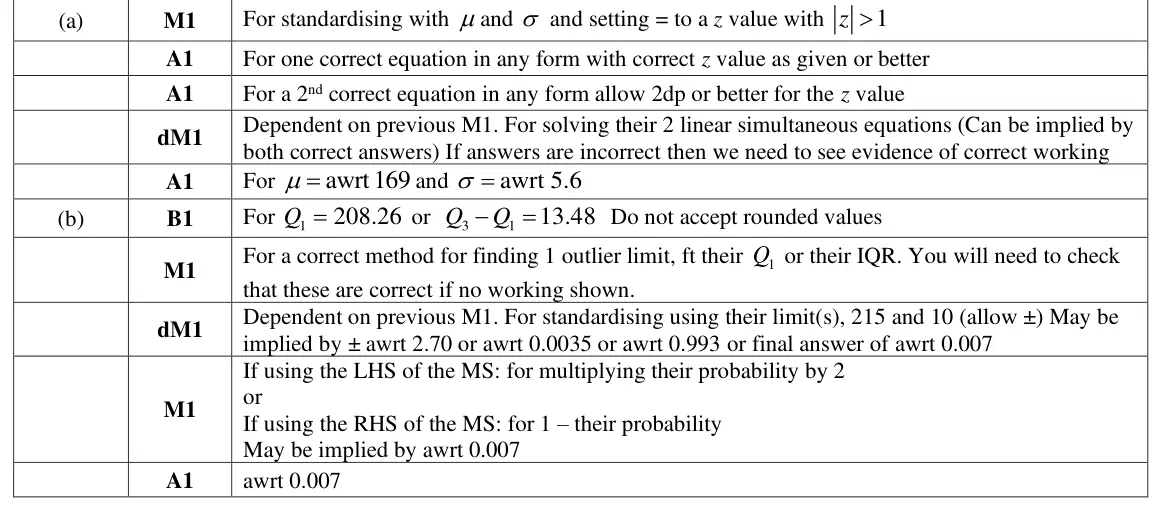 (a) M1 For standardising with μ and σ and setting = to a z value with |z| > 1
A1 For one correct equation in any form with correct z value as given or better
A1 For a 2nd correct equation in any form allow 2dp or better for the z value
dM1 Dependent on previous M1. For solving their 2 linear simultaneous equations (Can be implied by
both correct answers) If answers are incorrect then we need to see evidence of correct working
A1 For μ = awrt 169 and σ = awrt 5.6
(b) B1 For Q₁ = 208.26 or Q₃ − Q₁ = 13.48 Do not accept rounded values
M1 For a correct method for finding 1 outlier limit, ft their Q₁ or their IQR. You will need to check
that these are correct if no working shown.
dM1 Dependent on previous M1. For standardising using their limit(s), 215 and 10 (allow ±) May be
implied by ± awrt 2.70 or awrt 0.0035 or awrt 0.993 or final answer of awrt 0.007
M1 If using the LHS of the MS: for multiplying their probability by 2
or
If using the RHS of the MS: for 1 – their probability
May be implied by awrt 0.007
A1 awrt 0.007